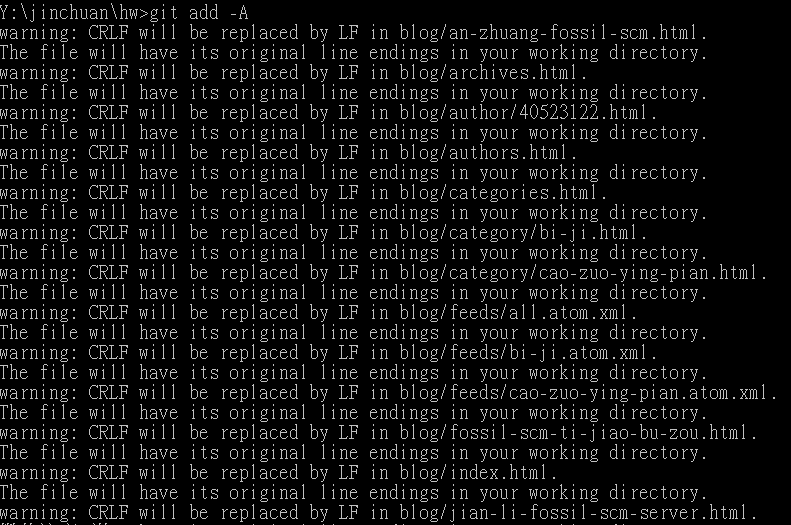 Y:\jinchuan\hw>git add -A
warning: CRLF will be replaced by LF in blog/an-zhuang-fossil-scm.html.
The file will have its original line endings in your working directory.
warning: CRLF will be replaced by LF in blog/archives.html.
The file will have its original line endings in your working directory.
warning: CRLF will be replaced by LF in blog/author/40523122.html.
The file will have its original line endings in your working directory.
warning: CRLF will be replaced by LF in blog/authors.html.
The file will have its original line endings in your working directory.
warning: CRLF will be replaced by LF in blog/categories.html.
The file will have its original line endings in your working directory.
warning: CRLF will be replaced by LF in blog/category/bi-ji.html.
The file will have its original line endings in your working directory.
warning: CRLF will be replaced by LF in blog/category/cao-zuo-ying-pian.html.
The file will have its original line endings in your working directory.
warning: CRLF will be replaced by LF in blog/feeds/all.atom.xml.
The file will have its original line endings in your working directory.
warning: CRLF will be replaced by LF in blog/feeds/bi-ji.atom.xml.
The file will have its original line endings in your working directory.
warning: CRLF will be replaced by LF in blog/feeds/cao-zuo-ying-pian.atom.xml.
The file will have its original line endings in your working directory.
warning: CRLF will be replaced by LF in blog/fossil-scm-ti-jiao-bu-zou.html.
The file will have its original line endings in your working directory.
warning: CRLF will be replaced by LF in blog/index.html.
The file will have its original line endings in your working directory.
warning: CRLF will be replaced by LF in blog/jian-li-fossil-scm-server.html.